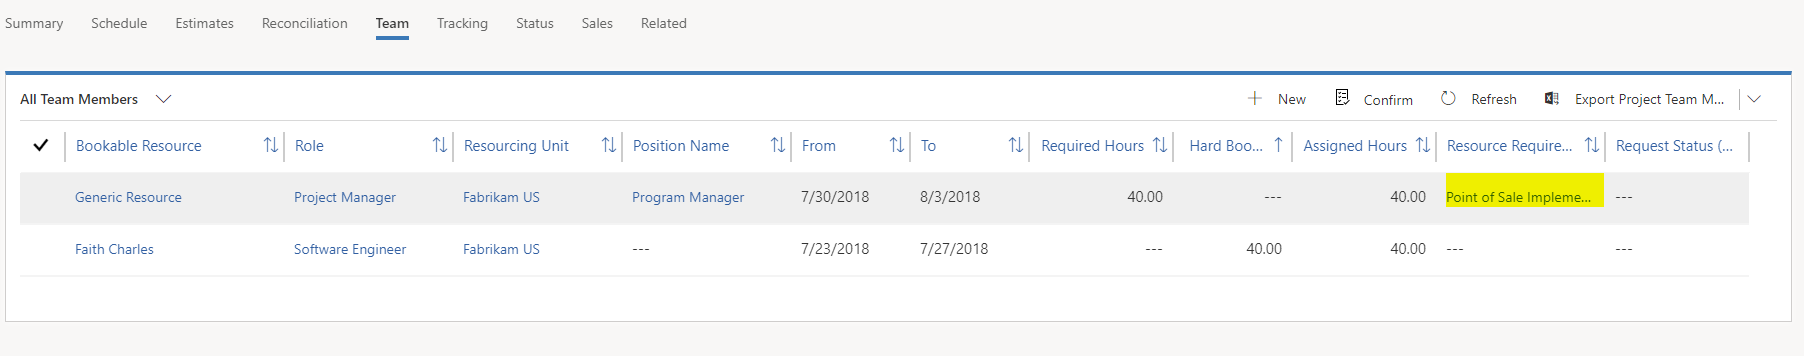 Summary Schedule Estimates Reconciliation Team Tracking Status Sales Related
All Team Members New Confirm Refresh Export Project Team M...
Bookable Resource Role Resourcing Unit Position Name From To Required Hours Hard Boo... Assigned Hours Resource Require... Request Status (...
Generic Resource Project Manager Fabrikam US Program Manager 7/30/2018 8/3/2018 40.00 --- 40.00 Point of Sale Impleme... ---
Faith Charles Software Engineer Fabrikam US --- 7/23/2018 7/27/2018 --- 40.00 40.00 --- ---